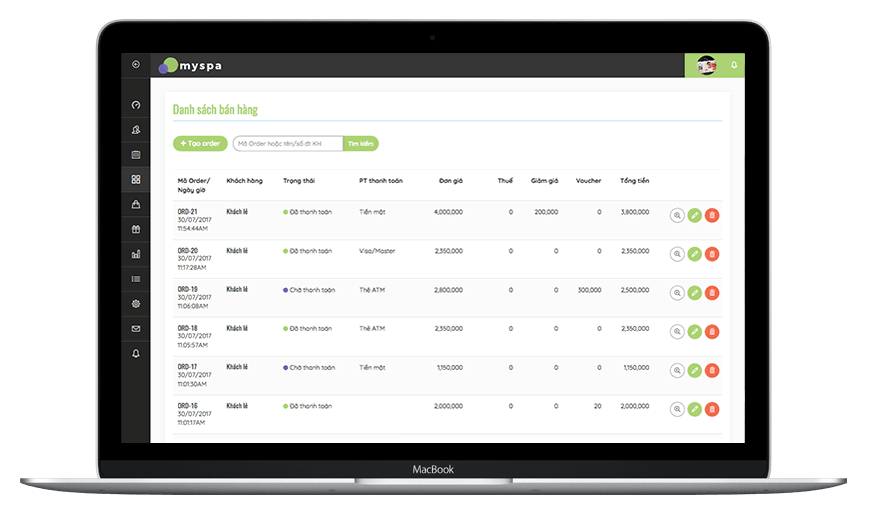 myspa
Danh sách bán hàng
+ Tạo order
Mã Order hoặc tên/số đt KH
Tìm kiếm
Mã Order/ Khách hàng Trạng thái PT thanh toán Đơn giá Thuế Giảm giá Voucher Tổng tiền
Ngày giờ
ORD-21 Khách lẻ Đã thanh toán Tiền mặt 4,000,000 0 200,000 0 3,800,000
30/07/2017
11:54:44AM
ORD-20 Khách lẻ Đã thanh toán Visa/Master 2,350,000 0 0 0 2,350,000
30/07/2017
11:17:28AM
ORD-19 Khách lẻ Chờ thanh toán Thẻ ATM 2,800,000 0 0 300,000 2,500,000
30/07/2017
11:06:08AM
ORD-18 Khách lẻ Đã thanh toán Thẻ ATM 2,350,000 0 0 0 2,350,000
30/07/2017
11:05:57AM
ORD-17 Khách lẻ Chờ thanh toán Tiền mặt 1,150,000 0 0 0 1,150,000
30/07/2017
11:01:30AM
ORD-16 Khách lẻ Đã thanh toán 2,000,000 0 0 20 2,000,000
30/07/2017
11:01:17AM
MacBook